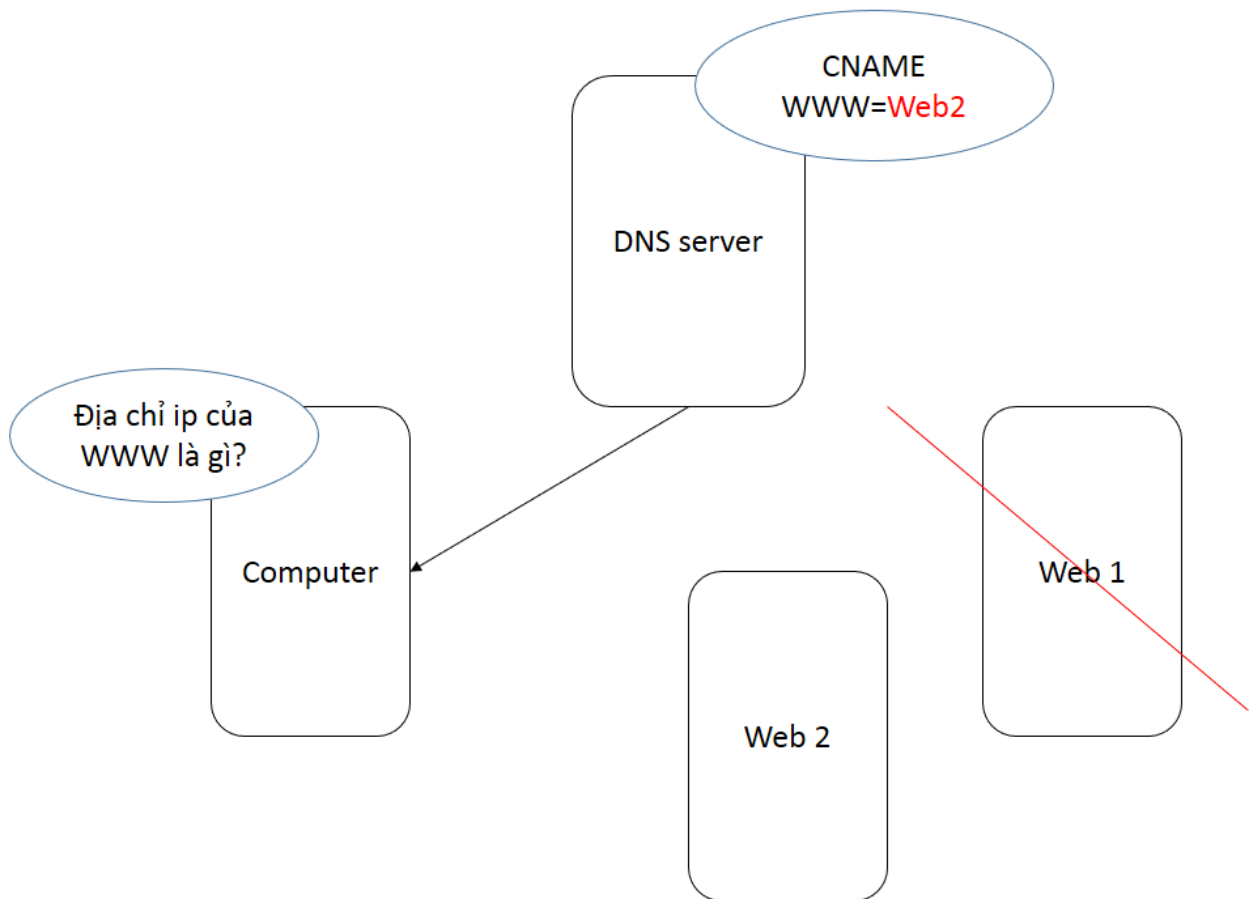 CNAME
WWW=Web2
DNS server
Địa chỉ ip của
WWW là gì?
Computer
Web 1
Web 2